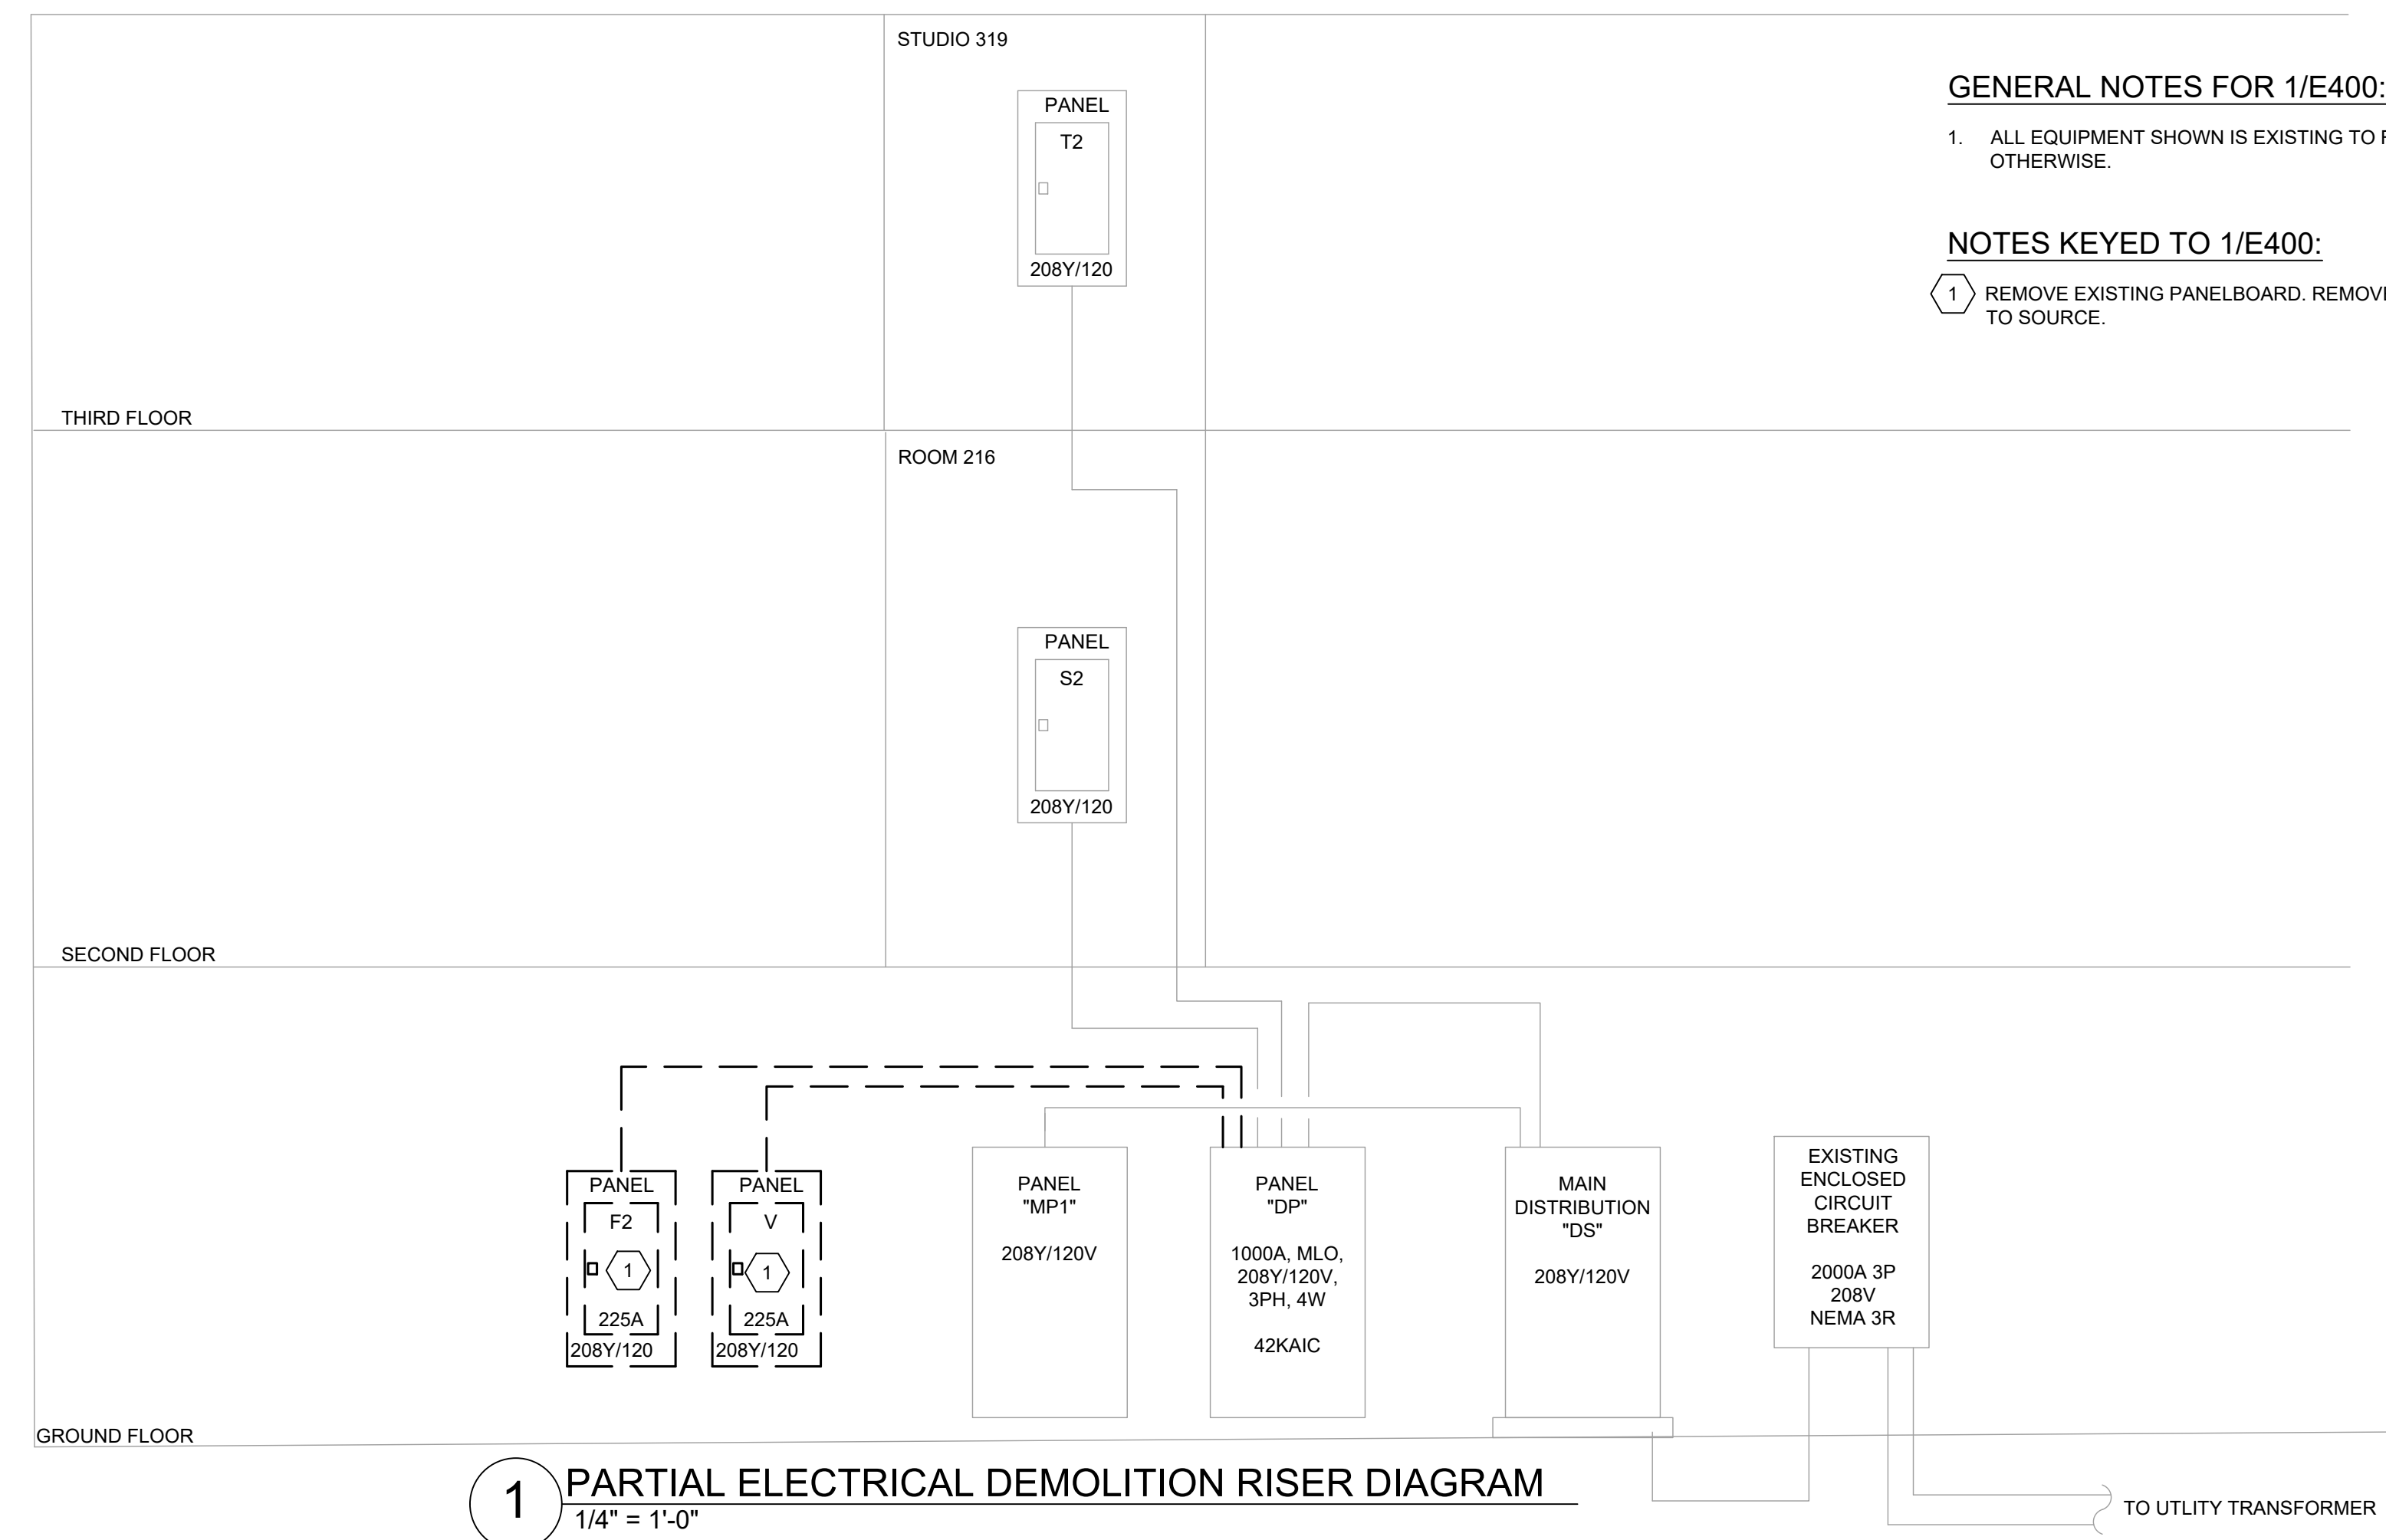 STUDIO 319
PANEL
T2
208Y/120
GENERAL NOTES FOR 1/E400:
1. ALL EQUIPMENT SHOWN IS EXISTING TO
OTHERWISE.
NOTES KEYED TO 1/E400:
1 REMOVE EXISTING PANELBOARD. REMOVE
TO SOURCE.
THIRD FLOOR
ROOM 216
PANEL
S2
208Y/120
SECOND FLOOR
PANEL
F2
1
225A
208Y/120
PANEL
V
1
225A
208Y/120
PANEL
"MP1"
208Y/120V
PANEL
"DP"
1000A, MLO,
208Y/120V,
3PH, 4W
42KAIC
MAIN
DISTRIBUTION
"DS"
208Y/120V
EXISTING
ENCLOSED
CIRCUIT
BREAKER
2000A 3P
208V
NEMA 3R
GROUND FLOOR
1 PARTIAL ELECTRICAL DEMOLITION RISER DIAGRAM
1/4" = 1'-0"
TO UTLITY TRANSFORMER